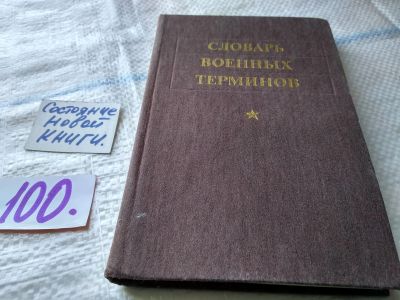 СЛОВАРЬ
ВОЕННЫХ
ТЕРМИНОВ
Состояние
новой
книги.
100.